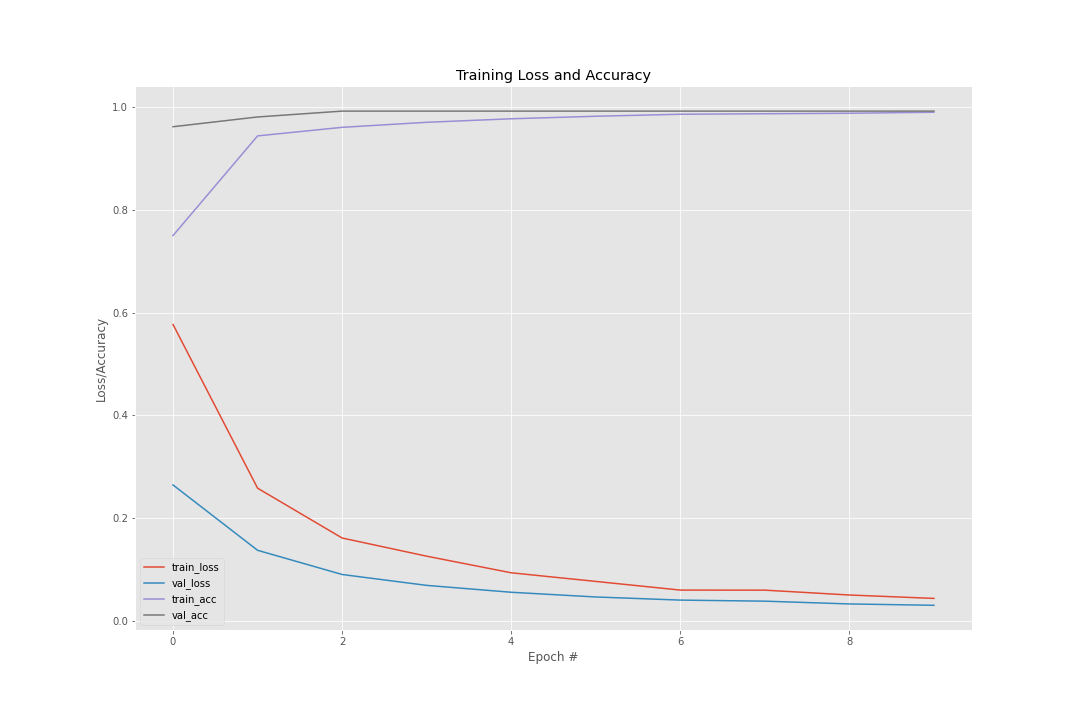 Training Loss and Accuracy
1.0
0.8
0.6
0.4
0.2
0.0
Loss/Accuracy
train_loss
val_loss
train_acc
val_acc
0 2 4 6 8
Epoch #